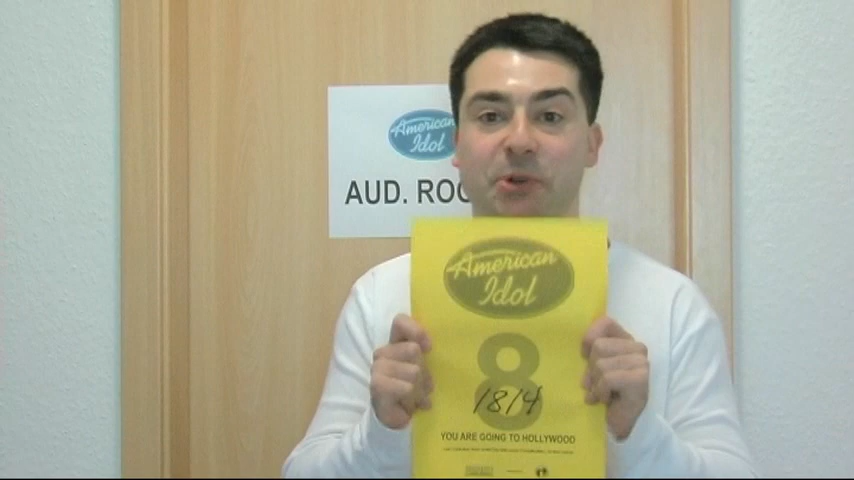 American
Idol
AUD. ROO
American
Idol
8
1814
YOU ARE GOING TO HOLLYWOOD